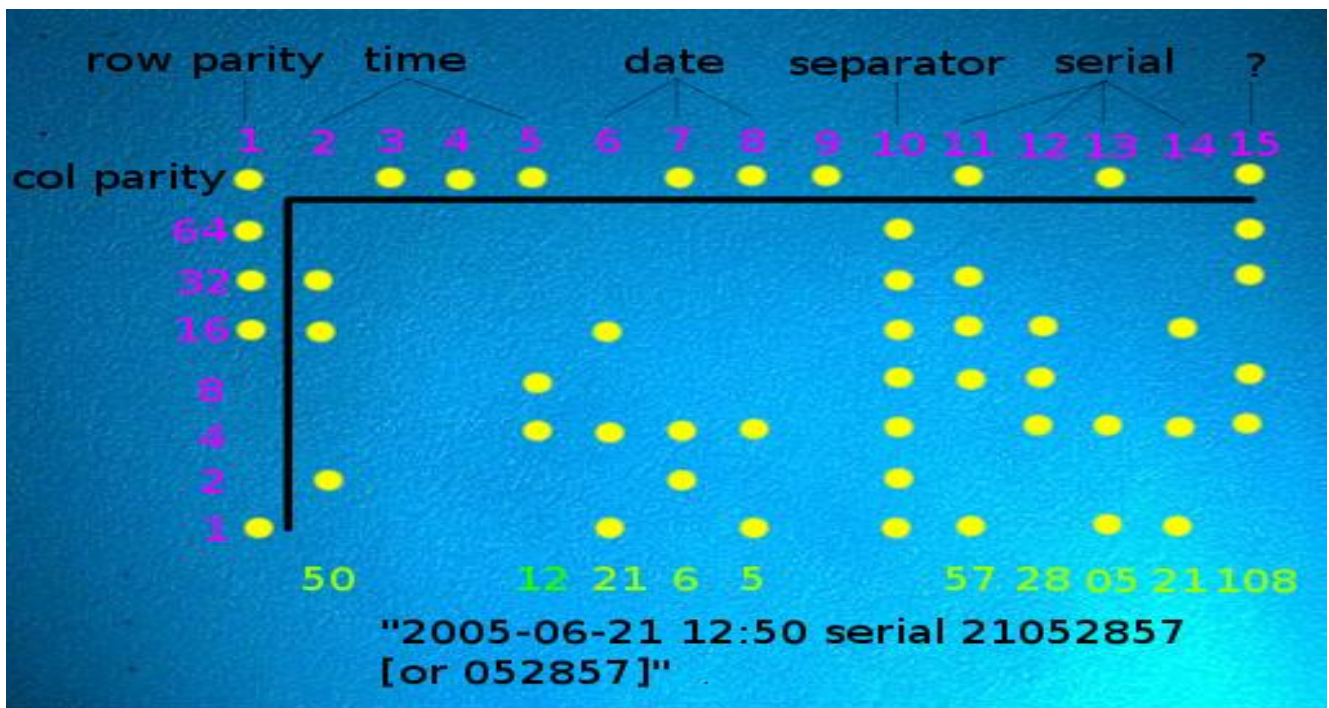 row parity time date separator serial ?
1 2 3 4 5 6 7 8 9 10 11 12 13 14 15
col parity
64
32
16
8
4
2
1
50 12 21 6 5 57 28 05 21 108
"2005-06-21 12:50 serial 21052857
[or 052857]"